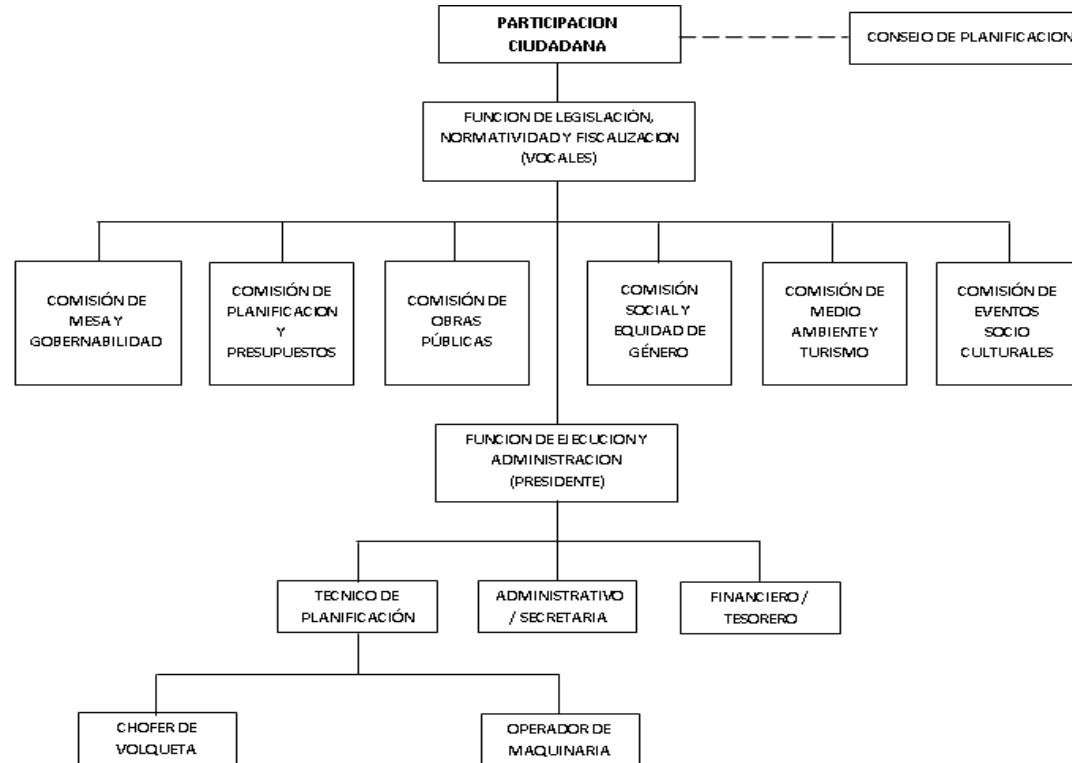 PARTICIPACION
CIUDADANA
CONSEJO DE PLANIFICACION
FUNCION DE LEGISLACIÓN,
NORMATIVIDAD Y FISCALIZACION
(VOCALES)
COMISIÓN DE
MESA Y
GOBERNABILIDAD
COMISIÓN DE
PLANIFICACION
Y
PRESUPUESTOS
COMISIÓN DE
OBRAS
PÚBLICAS
COMISIÓN
SOCIAL Y
EQUIDAD DE
GÉNERO
COMISIÓN DE
MEDIO
AMBIENTE Y
TURISMO
COMISIÓN DE
EVENTOS
SOCIO
CULTURALES
FUNCION DE EJECUCION Y
ADMINISTRACION
(PRESIDENTE)
TECNICO DE
PLANIFICACIÓN
ADMINISTRATIVO
/ SECRETARIA
FINANCIERO /
TESORERO
CHOFER DE
VOLQUETA
OPERADOR DE
MAQUINARIA